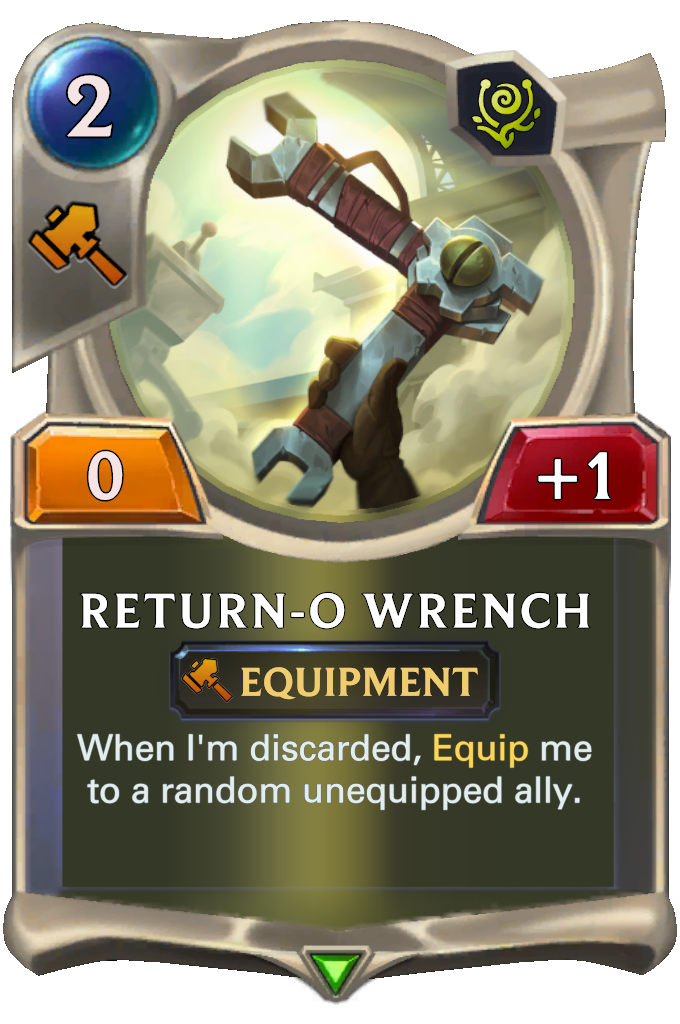 2
0
+1
RETURN-O WRENCH
EQUIPMENT
When I'm discarded, Equip me
to a random unequipped ally.